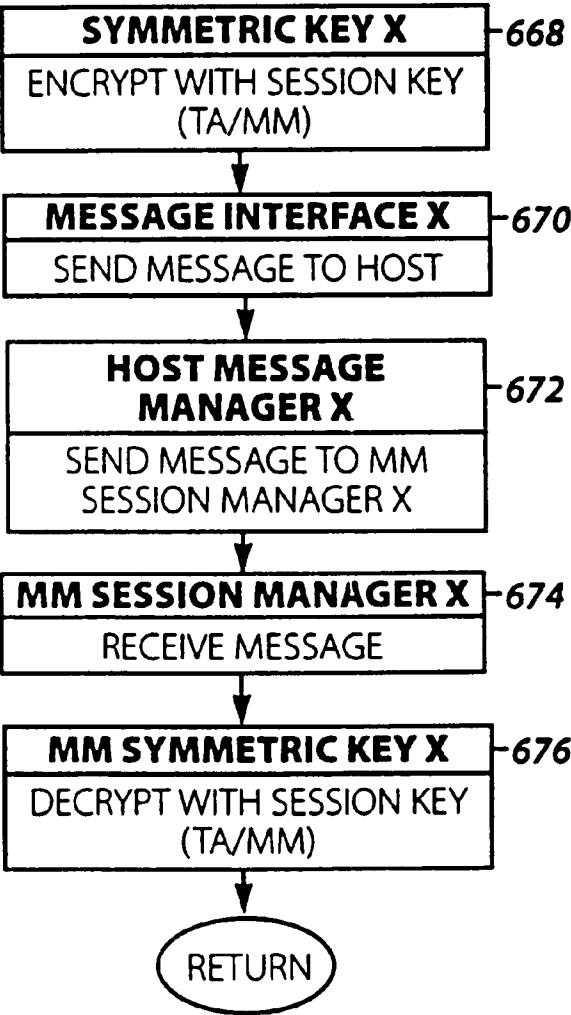 SYMMETRIC KEY X
668
ENCRYPT WITH SESSION KEY
(TA/MM)
MESSAGE INTERFACE X
670
SEND MESSAGE TO HOST
HOST MESSAGE
MANAGER X
672
SEND MESSAGE TO MM
SESSION MANAGER X
MM SESSION MANAGER X
674
RECEIVE MESSAGE
MM SYMMETRIC KEY X
676
DECRYPT WITH SESSION KEY
(TA/MM)
RETURN